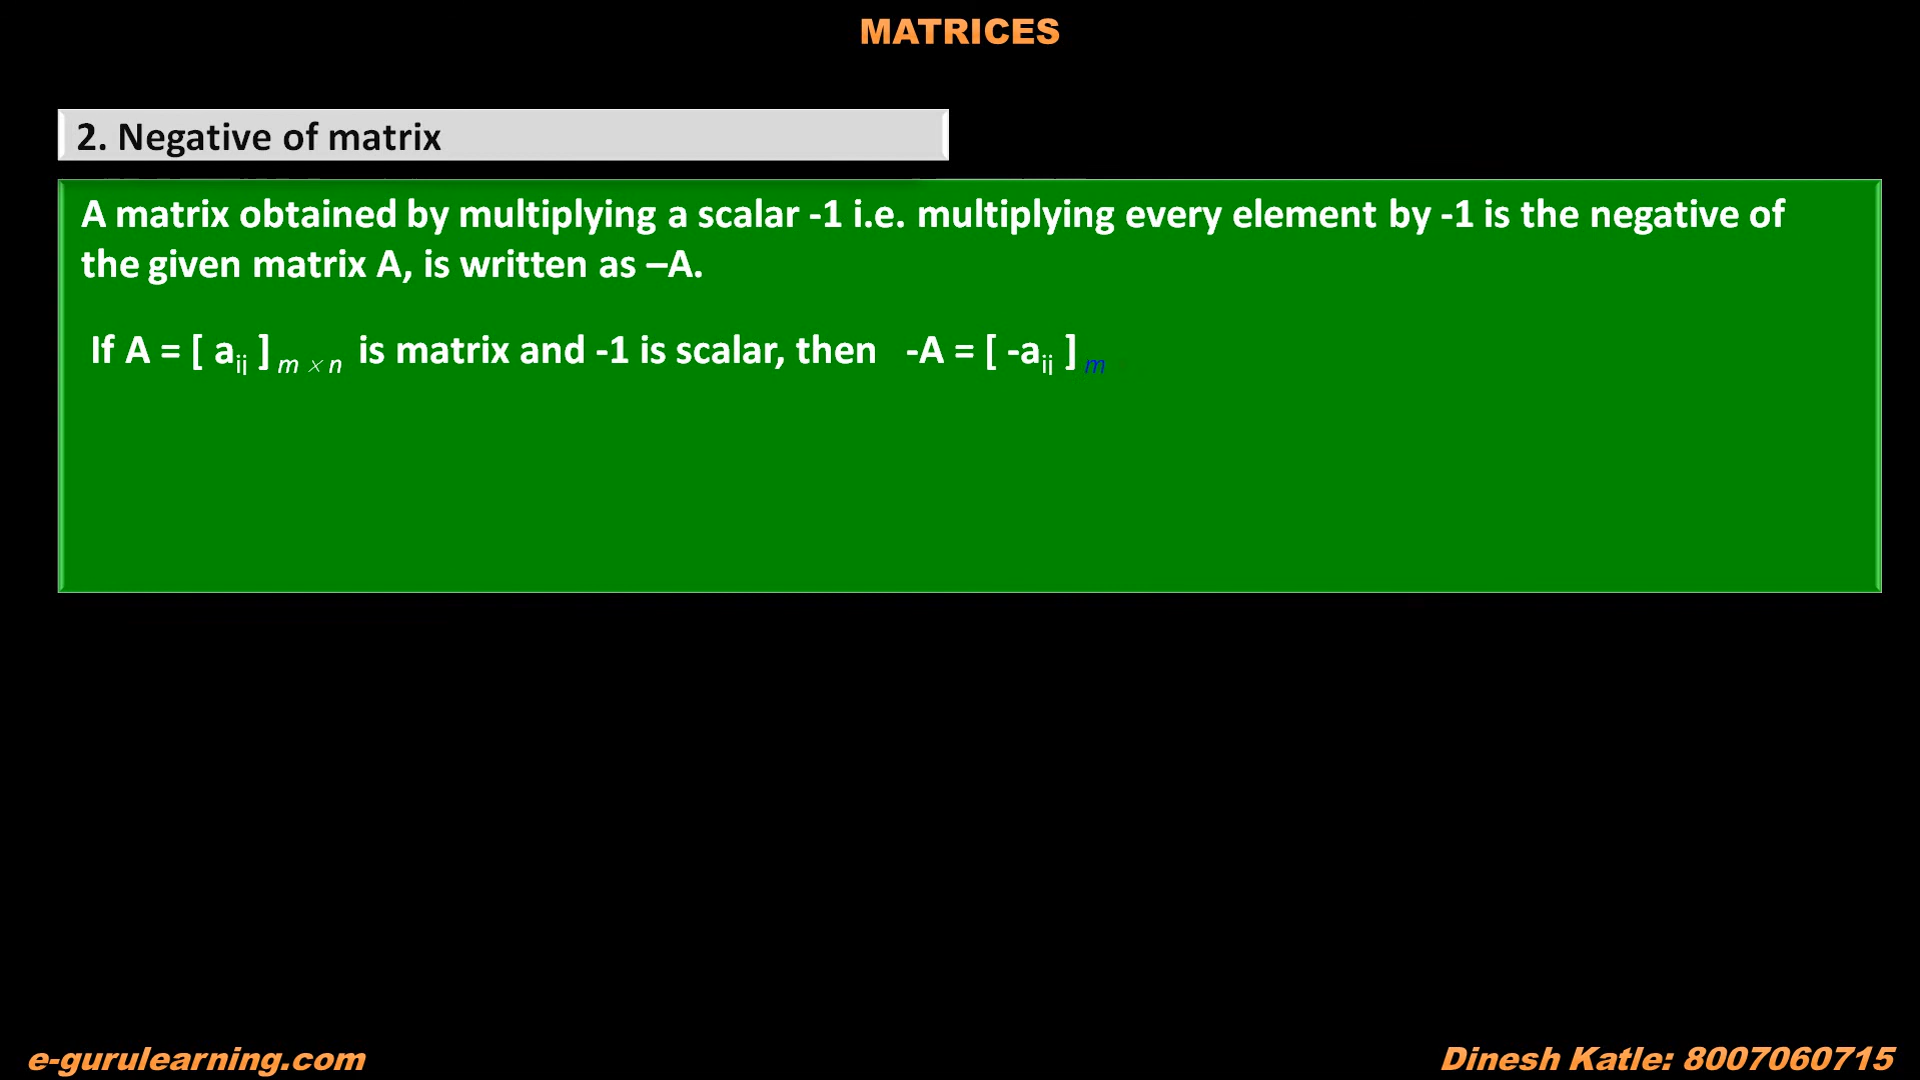 MATRICES
2. Negative of matrix
A matrix obtained by multiplying a scalar -1 i.e. multiplying every element by -1 is the negative of
the given matrix A, is written as –A.
If A = [ aij ] m × n is matrix and -1 is scalar, then -A = [ -aij ] m
e-gurulearning.com
Dinesh Katle: 8007060715